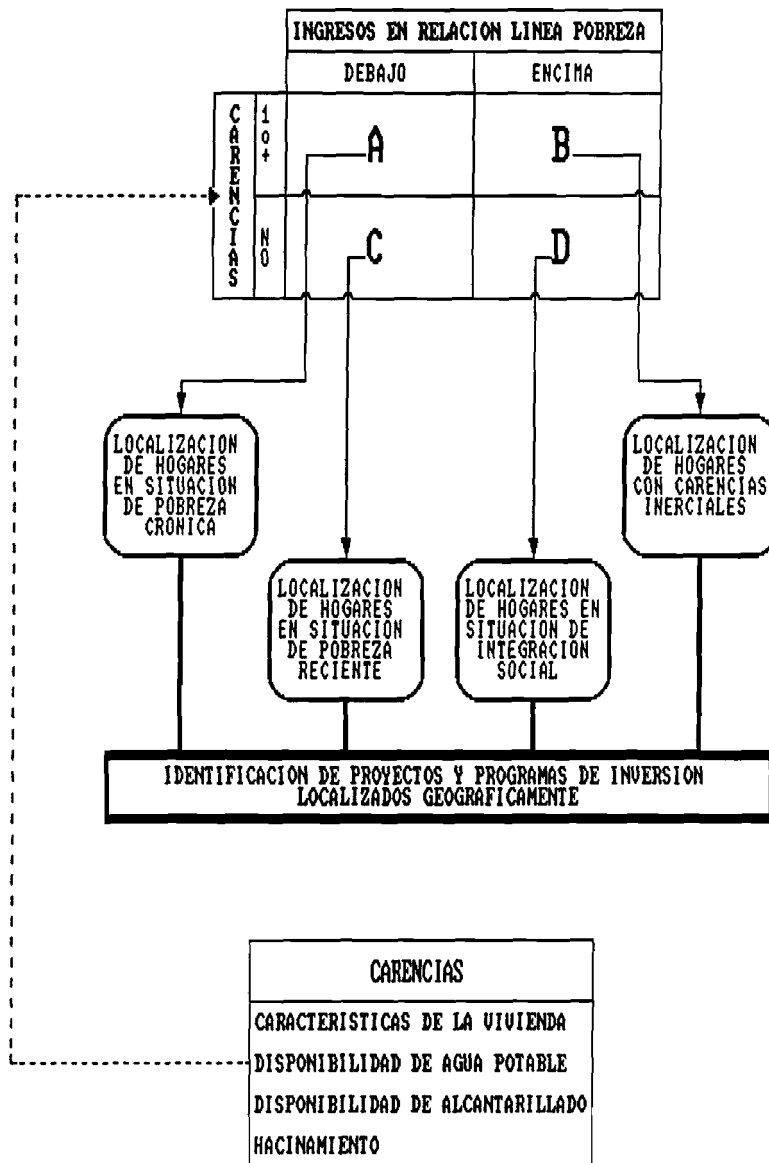 INGRESOS EN RELACION LINEA POBREZA
DEBAJO ENCIMA
CARENCIAS
1o+
A B
NO
C D
LOCALIZACION
DE HOGARES
EN SITUACION
DE POBREZA
CRONICA
LOCALIZACION
DE HOGARES
CON CARENCIAS
INERCIALES
LOCALIZACION
DE HOGARES
EN SITUACION
DE POBREZA
RECIENTE
LOCALIZACION
DE HOGARES EN
SITUACION DE
INTEGRACION
SOCIAL
IDENTIFICACION DE PROYECTOS Y PROGRAMAS DE INVERSION
LOCALIZADOS GEOGRAFICAMENTE
CARENCIAS
CARACTERISTICAS DE LA VIVIENDA
DISPONIBILIDAD DE AGUA POTABLE
DISPONIBILIDAD DE ALCANTARILLADO
HACINAMIENTO